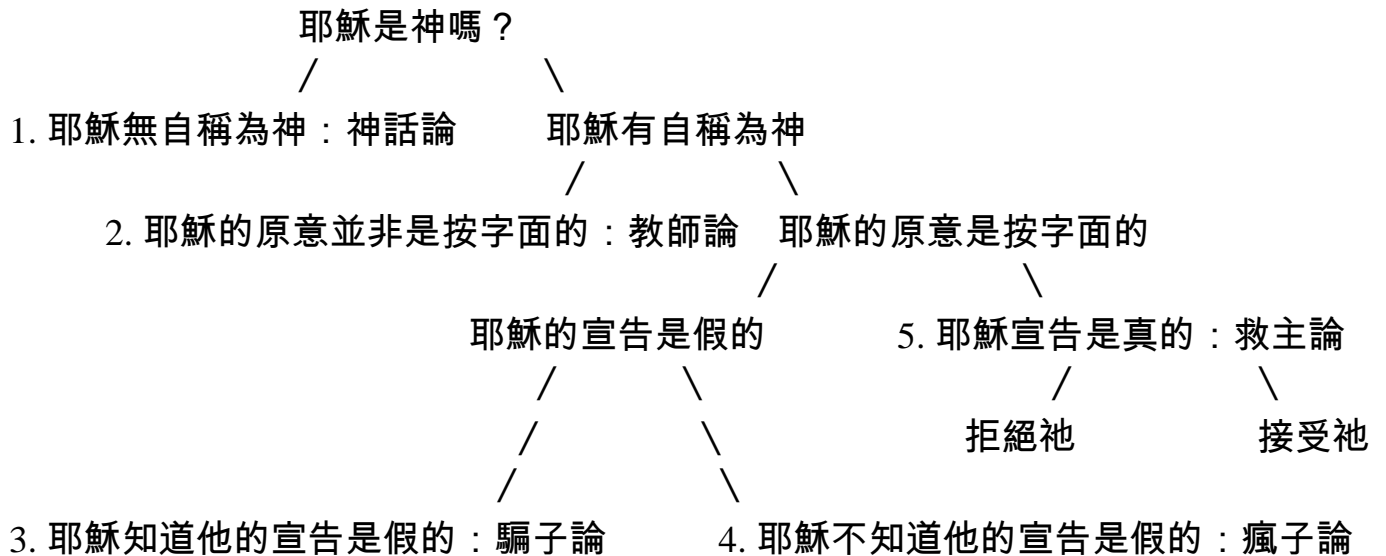 耶穌是神嗎？
1. 耶穌無自稱為神：神話論 耶穌有自稱為神
2. 耶穌的原意並非是按字面的：教師論 耶穌的原意是按字面的
耶穌的宣告是假的 5. 耶穌宣告是真的：救主論
拒絕祂 接受祂
3. 耶穌知道他的宣告是假的：騙子論 4. 耶穌不知道他的宣告是假的：瘋子論